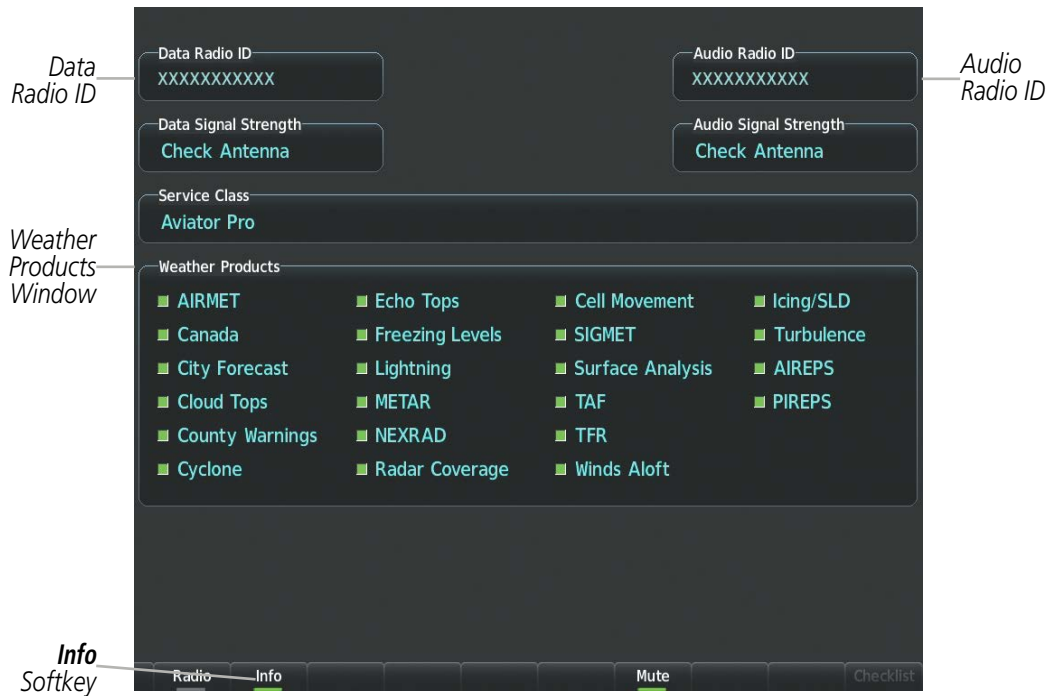 Data
Radio ID
Data Radio ID
XXXXXXXXXXX
Audio Radio ID
XXXXXXXXXXX
Audio
Radio ID
Data Signal Strength
Check Antenna
Audio Signal Strength
Check Antenna
Service Class
Aviator Pro
Weather
Products
Window
Weather Products
AIRMET Echo Tops Cell Movement Icing/SLD
Canada Freezing Levels SIGMET Turbulence
City Forecast Lightning Surface Analysis AIREPS
Cloud Tops METAR TAF PIREPS
County Warnings NEXRAD TFR
Cyclone Radar Coverage Winds Aloft
Info
Softkey
Radio Info Mute Checklist